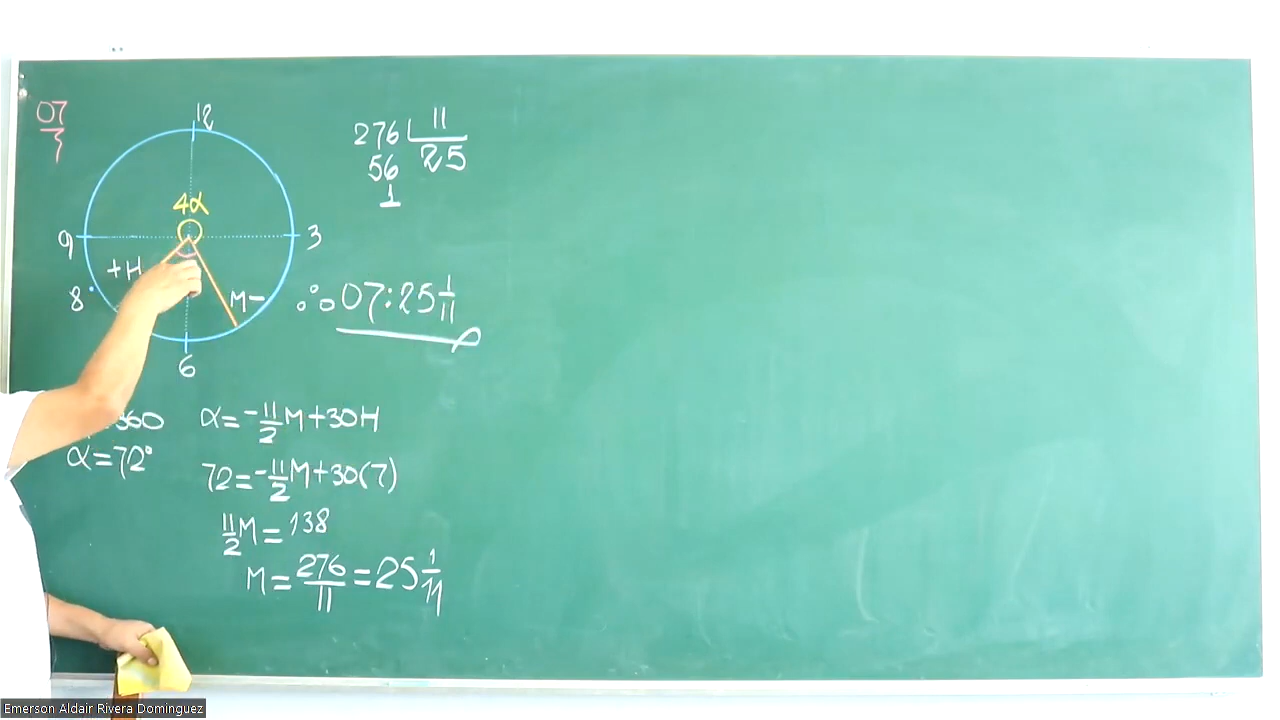 07
12
4α
9
3
+H
8
M-
6
276 11
56 25
1
∴ 07:25 1/11
360
α=72°
α=-11/2M+30H
72=-11/2M+30(7)
11/2M=138
M=276/11=25 1/11
Emerson Aldair Rivera Dominguez